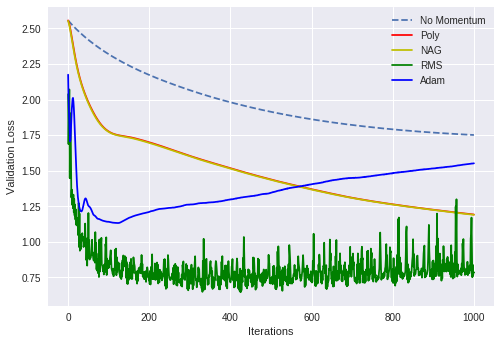 2.50
2.25
2.00
1.75
1.50
1.25
1.00
0.75
Validation Loss
No Momentum
Poly
NAG
RMS
Adam
0 200 400 600 800 1000
Iterations